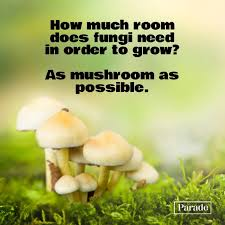 How much room
does fungi need
in order to grow?
As mushroom as
possible.
Parade